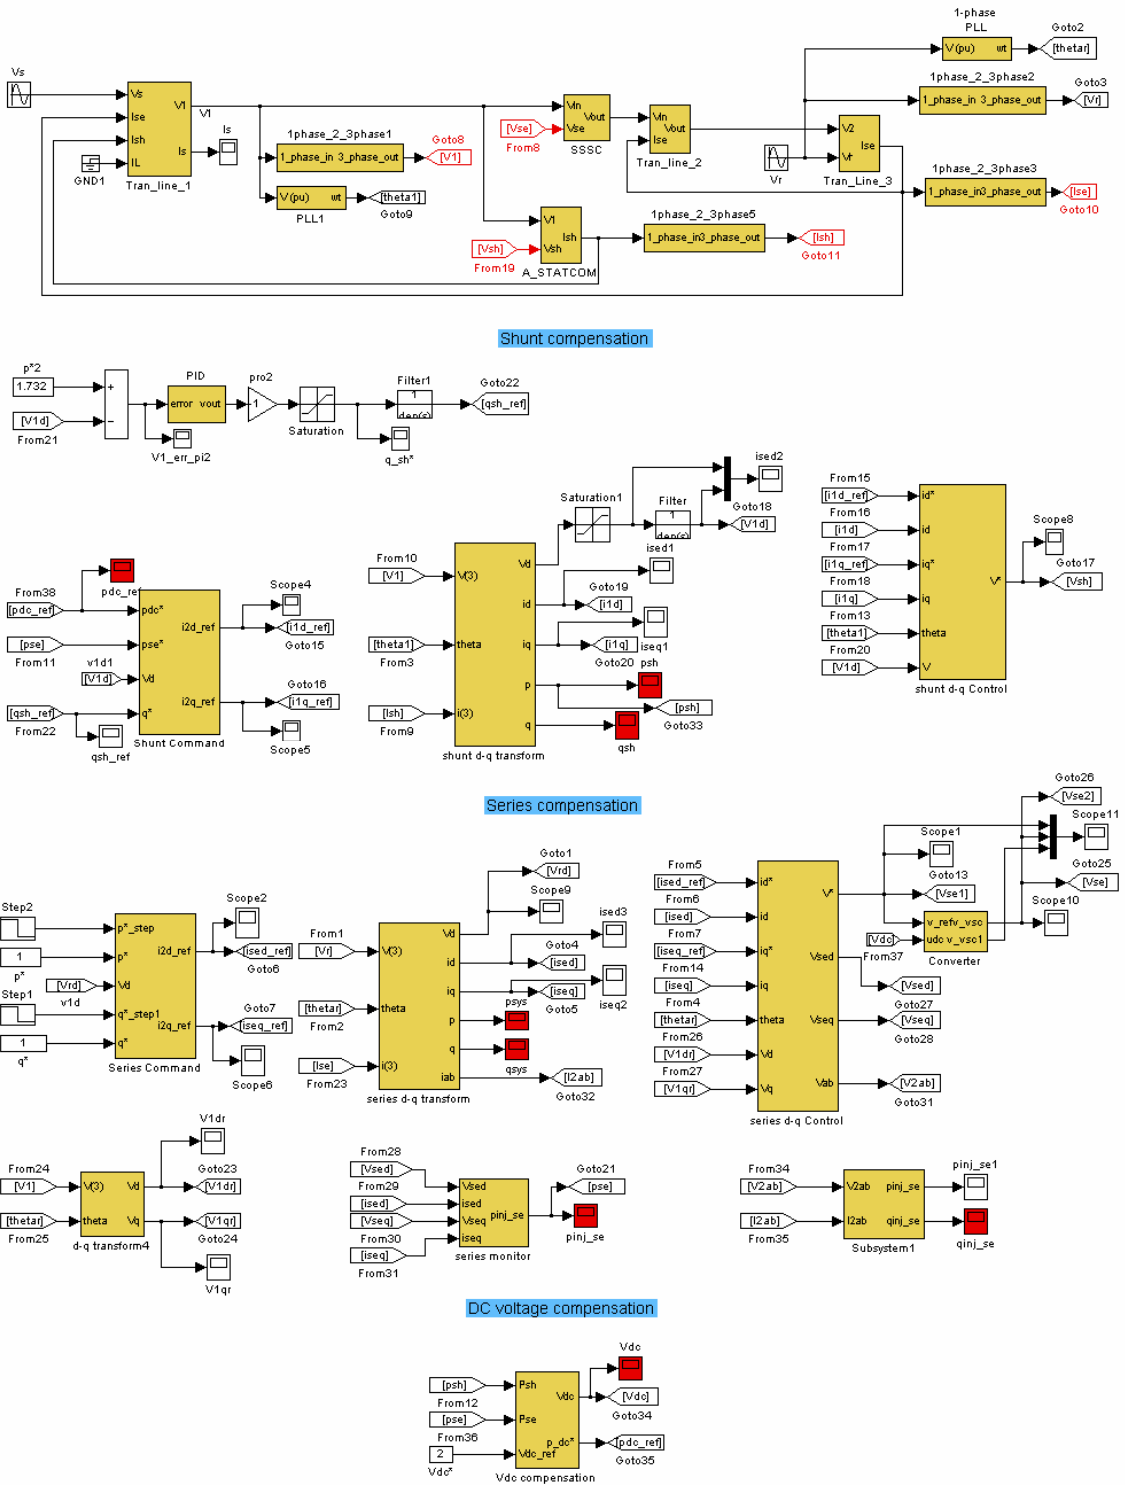 1-phase
PLL
Goto2
V(pu) wt
[thetar]
Vs
1phase_2_3phase2
Goto3
Vs
V1
V1
Ise
Ish
Is
IL
Is
GND1
Tran_line_1
1phase_2_3phase1
Goto8
1_phase_in 3_phase_out
[V1]
V(pu) wt
[theta1]
PLL1
Goto9
[Vse]
From8
Vin
Vout
Vse
SSSC
Vin
Vout
Ise
Tran_line_2
V2
Ise
Vr
Vr
Tran_Line_3
1_phase_in 3_phase_out
[Vr]
1phase_2_3phase3
1_phase_in3_phase_out
[Ise]
Goto10
1phase_2_3phase5
V1
Ish
Vsh
[Vsh]
From19
A_STATCOM
1_phase_in3_phase_out
[Ish]
Goto11
Shunt compensation
p*2
1.732
+
−
[V1d]
From21
PID
error vout
V1_err_pi2
pro2
-1
Saturation
q_sh*
Filter1
1
den(s)
Goto22
[qsh_ref]
ised2
Saturation1
Filter
1
den(s)
Goto18
[V1d]
From38
[pdc_ref]
pdc_ref
pdc*
[pse]
From11
pse*
v1d1
[V1d]
Vd
[qsh_ref]
From22
q*
qsh_ref
i2d_ref
i2q_ref
Shunt Command
Scope4
[i1d_ref]
Goto15
Goto16
[i1q_ref]
Scope5
From10
[V1]
V(3)
[theta1]
From3
theta
[Ish]
From9
i(3)
Vd
id
iq
p
q
shunt d-q transform
ised1
Goto19
[i1d]
iseq1
[i1q]
Goto20
psh
[psh]
Goto33
qsh
From15
[i1d_ref]
id*
From16
[i1d]
id
From17
[i1q_ref]
iq*
From18
[i1q]
iq
From13
[theta1]
theta
From20
[V1d]
V
V*
shunt d-q Control
Scope8
Goto17
[Vsh]
Series compensation
Step2
p*_step
1
p*
p*
[Vrd]
v1d
Vd
Step1
q*_step1
1
q*
q*
i2d_ref
i2q_ref
Series Command
Scope2
[ised_ref]
Goto6
Goto7
[iseq_ref]
Scope6
From1
[Vr]
V(3)
[thetar]
From2
theta
[Ise]
From23
i(3)
Vd
id
iq
p
q
iab
series d-q transform
Goto1
[Vrd]
Scope9
ised3
Goto4
[ised]
iseq2
[iseq]
Goto5
psys
qsys
[I2ab]
Goto32
From5
[ised_ref]
id*
From6
[ised]
id
From7
[iseq_ref]
iq*
From14
[iseq]
iq
From4
[thetar]
theta
From26
[V1dr]
Vd
From27
[V1qr]
Vq
V*
Vsed
Vseq
Vab
series d-q Control
Scope1
Goto13
[Vse1]
[Vdc]
From37
v_ref v_vsc
udc v_vsc1
Converter
Goto26
[Vse2]
Scope11
Goto25
[Vse]
Scope10
[Vsed]
Goto27
[Vseq]
Goto28
[V2ab]
Goto31
From24
[V1]
V(3)
[thetar]
From25
theta
Vd
Vq
d-q transform4
V1dr
Goto23
[V1dr]
[V1qr]
Goto24
V1qr
From28
[Vsed]
Vsed
From29
[ised]
ised
[Vseq]
From30
Vseq
[iseq]
From31
iseq
pinj_se
series monitor
Goto21
[pse]
pinj_se
From34
[V2ab]
V2ab
[I2ab]
From35
I2ab
pinj_se
qinj_se
Subsystem1
pinj_se1
qinj_se
DC voltage compensation
[psh]
From12
Psh
[pse]
From36
Pse
2
Vdc*
Vdc_ref
Vdc
p_dc*
Vdc compensation
Vdc
[Vdc]
Goto34
[pdc_ref]
Goto35